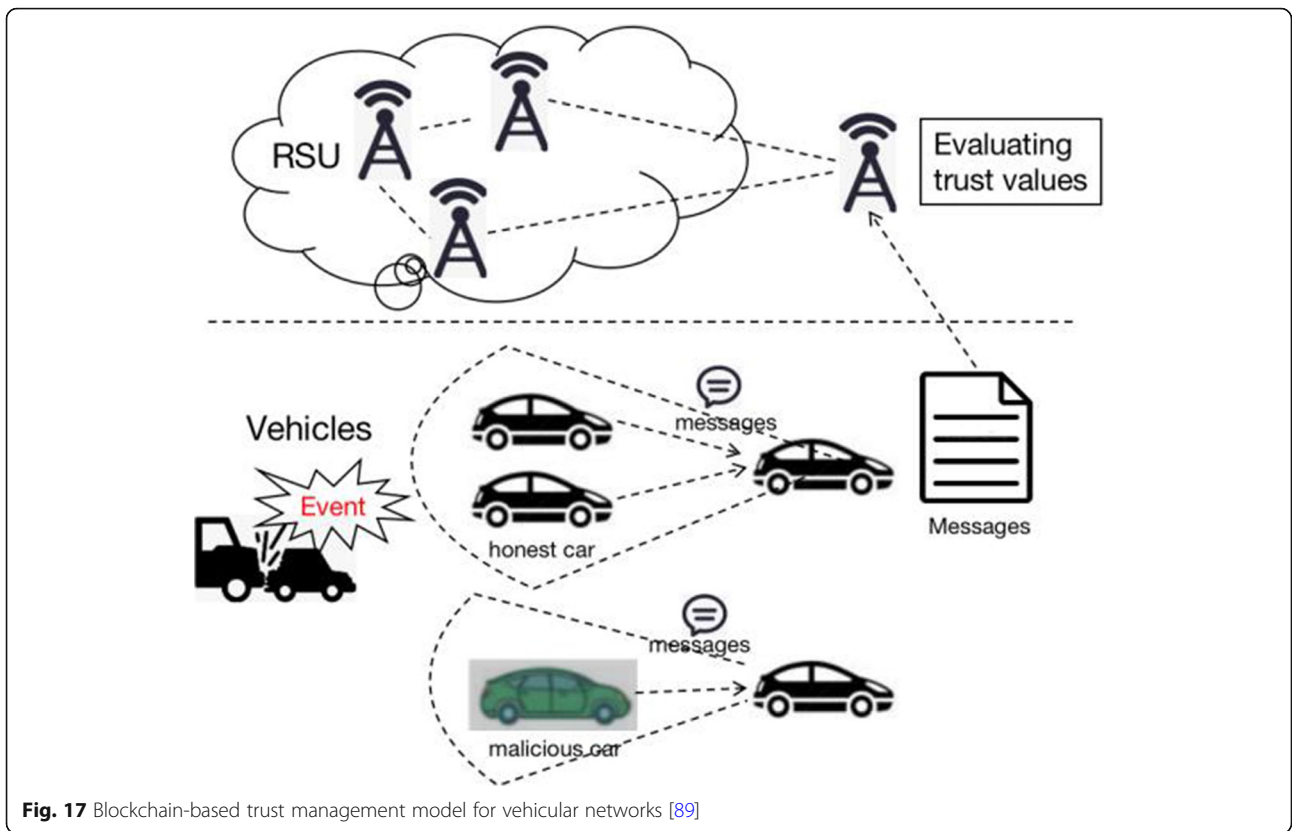 RSU
Evaluating
trust values
messages
Vehicles
Event
honest car
Messages
messages
malicious car
Fig. 17 Blockchain-based trust management model for vehicular networks [89]